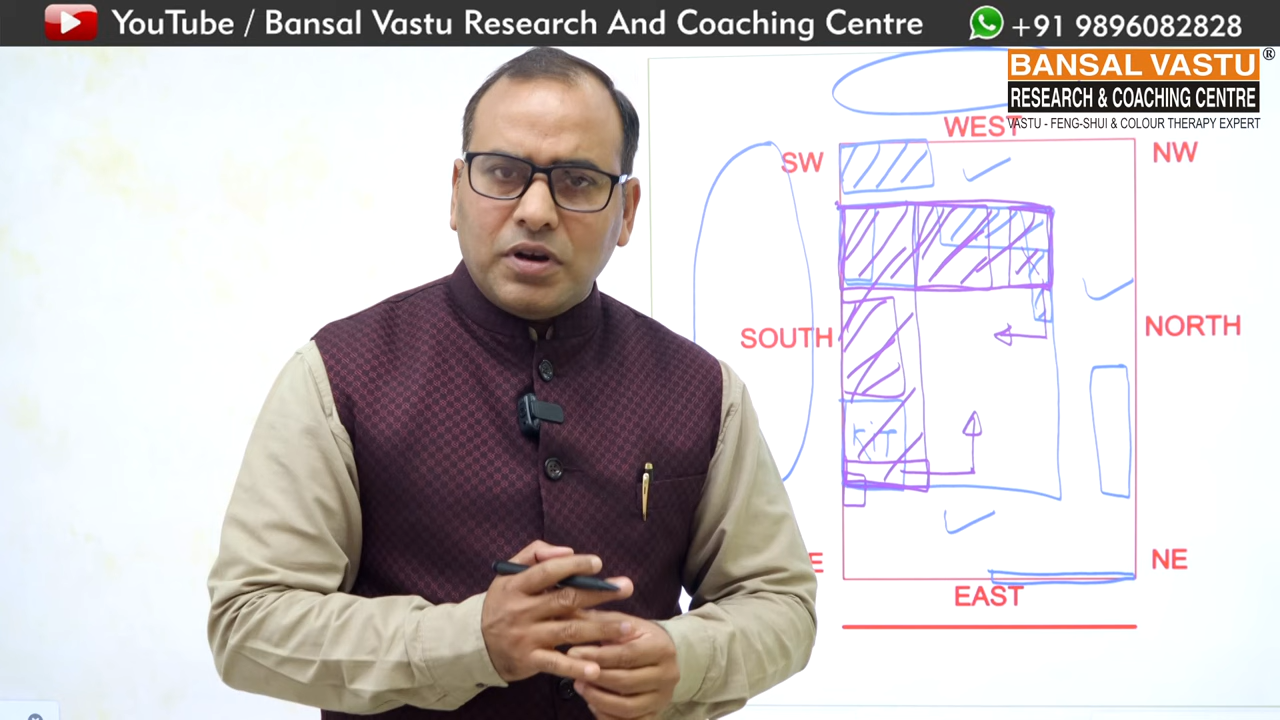 YouTube / Bansal Vastu Research And Coaching Centre
+91 9896082828
BANSAL VASTU®
RESEARCH & COACHING CENTRE
VASTU - FENG-SHUI & COLOUR THERAPY EXPERT
WEST
SW
NW
SOUTH
NORTH
KIT
E
NE
EAST